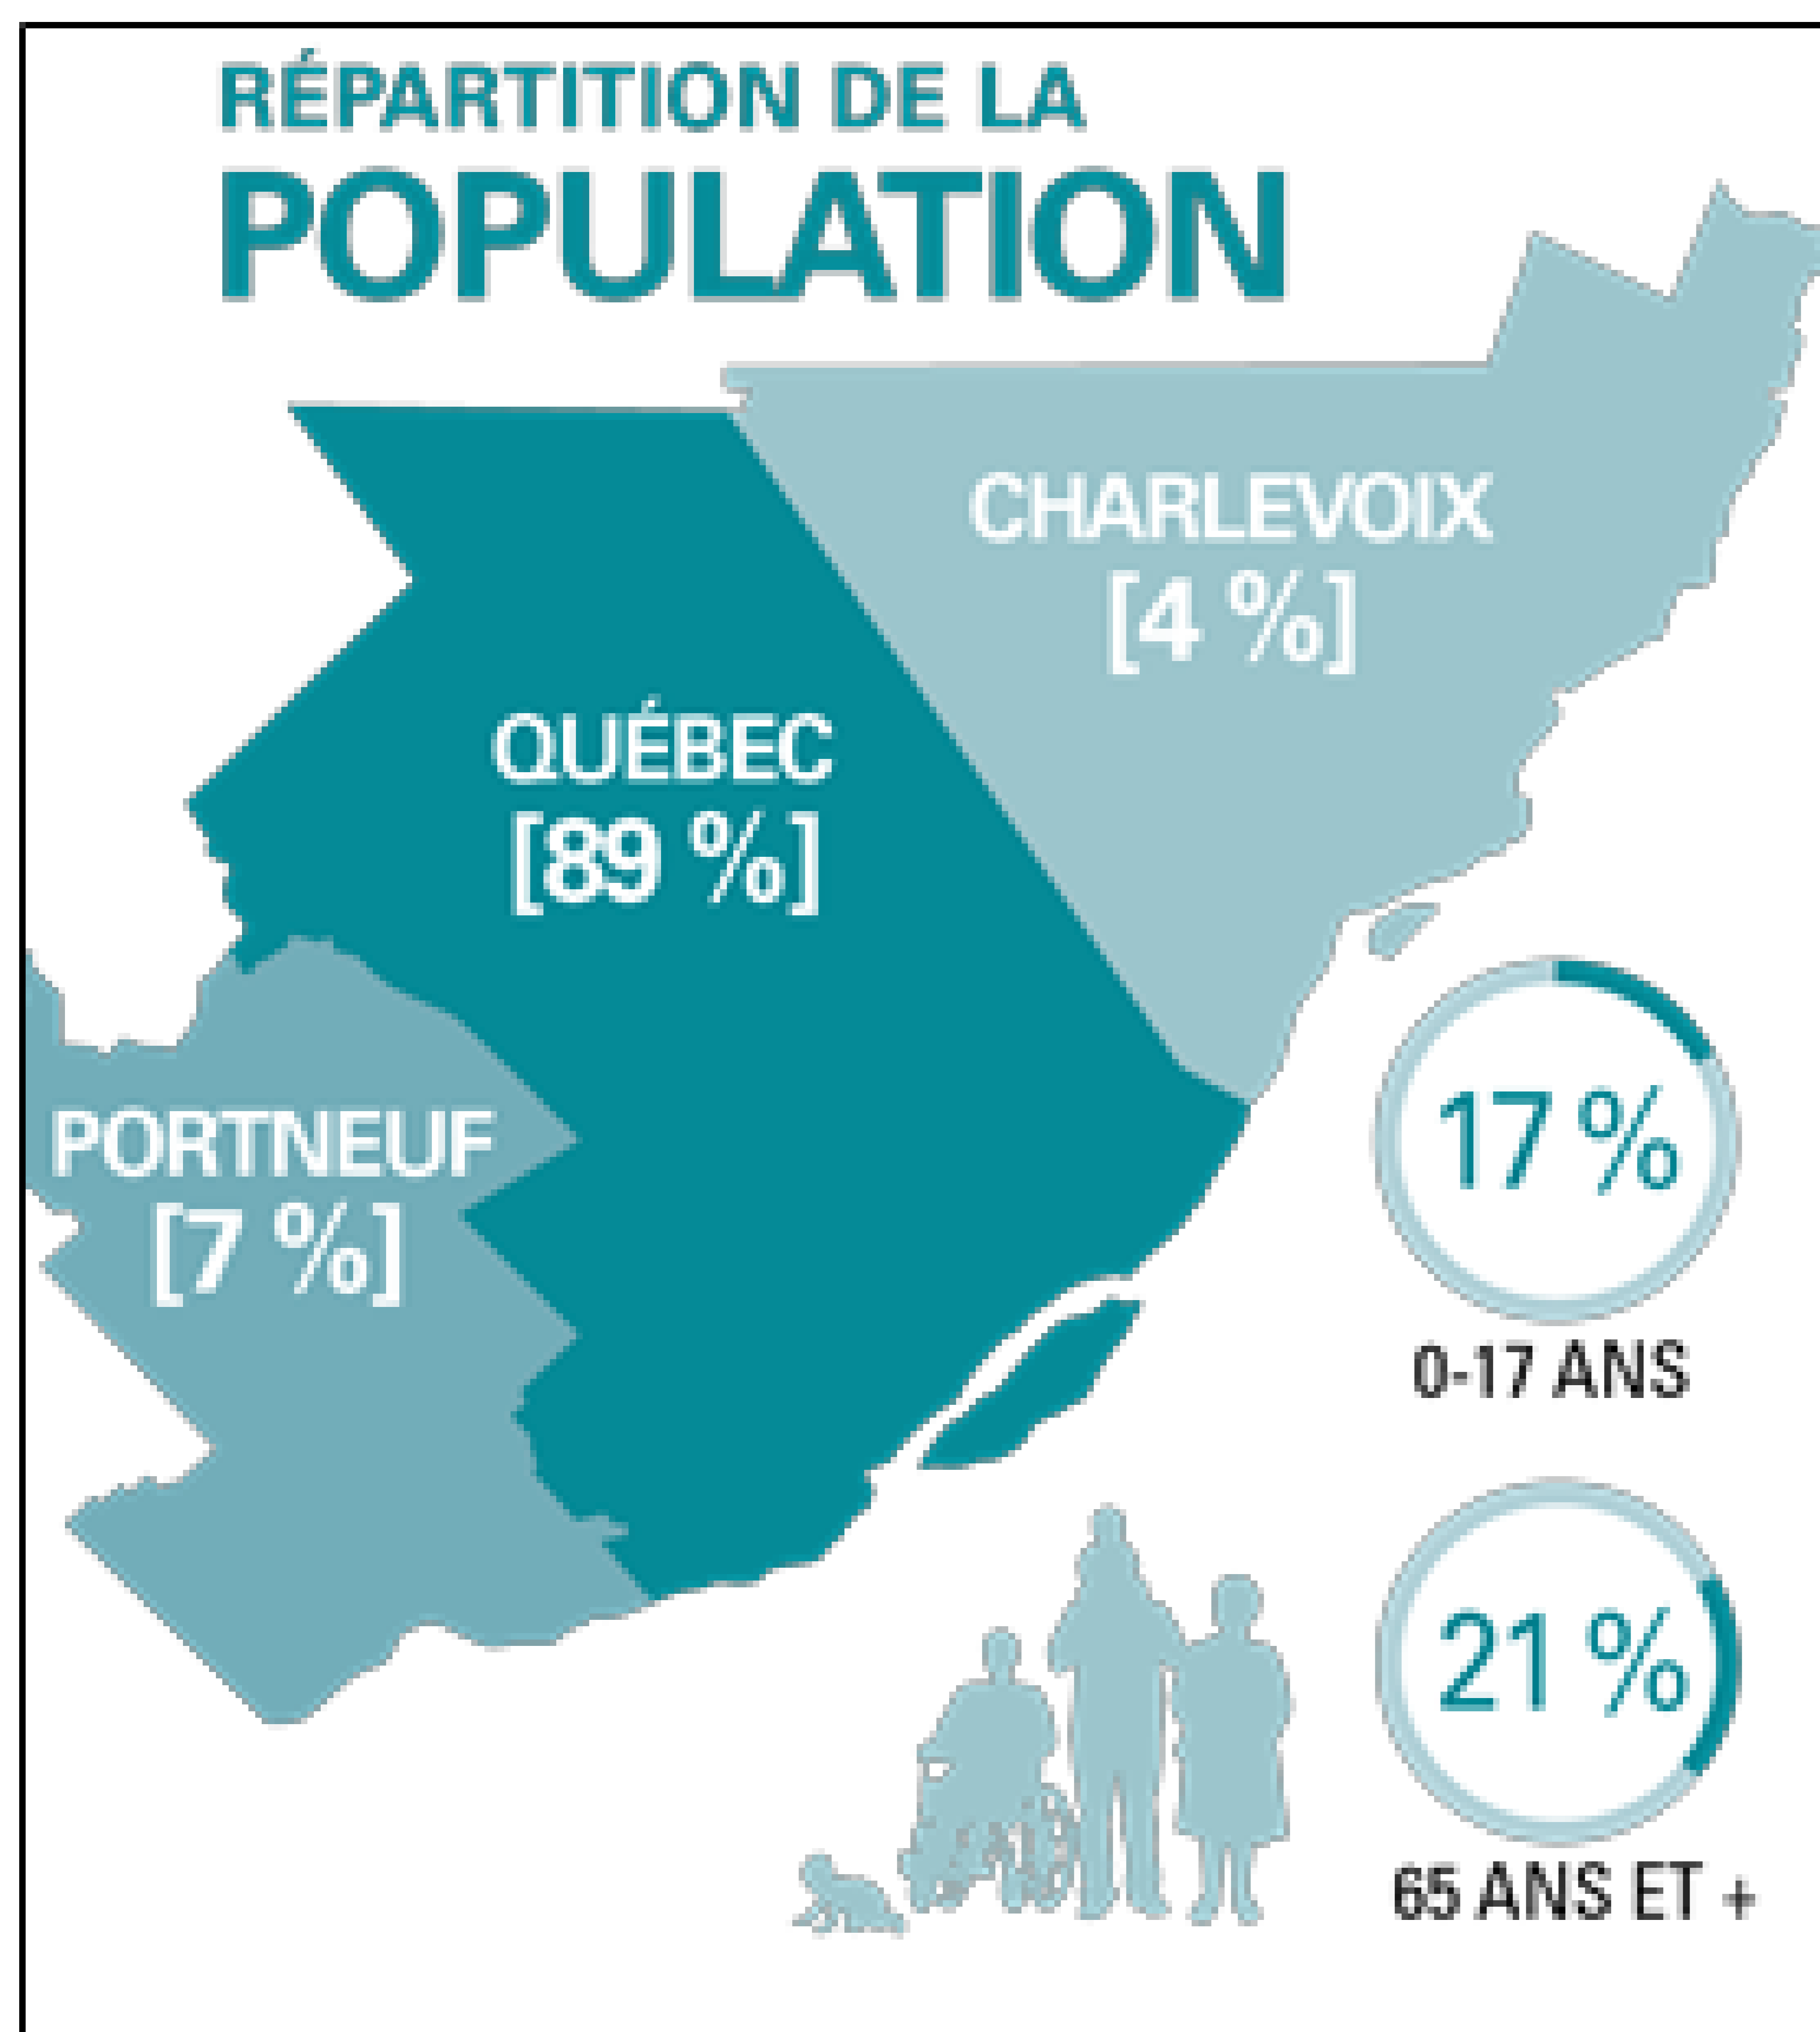 RÉPARTITION DE LA
POPULATION
CHARLEVOIX
[4 %]
QUÉBEC
[89 %]
PORTNEUF
[7 %]
17 %
0-17 ANS
21 %
65 ANS ET +